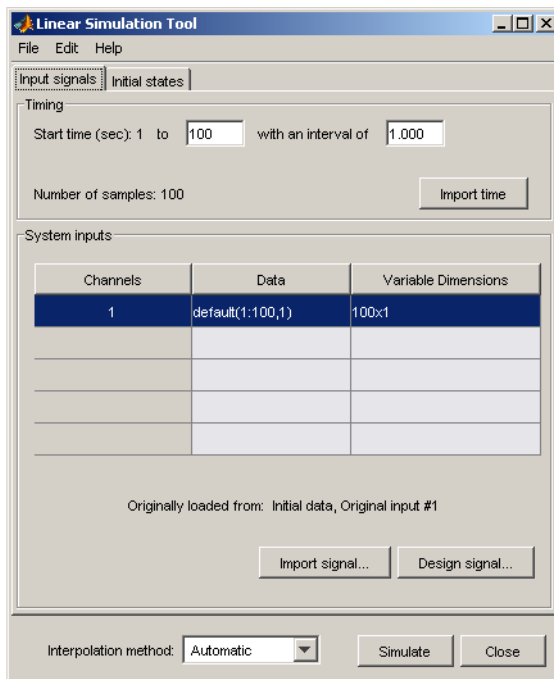 Linear Simulation Tool
File Edit Help
Input signals Initial states
Timing
Start time (sec): 1 to 100 with an interval of 1.000
Number of samples: 100 Import time
System inputs
Channels Data Variable Dimensions
1 default(1:100,1) 100x1
Originally loaded from: Initial data, Original input #1
Import signal... Design signal...
Interpolation method: Automatic Simulate Close